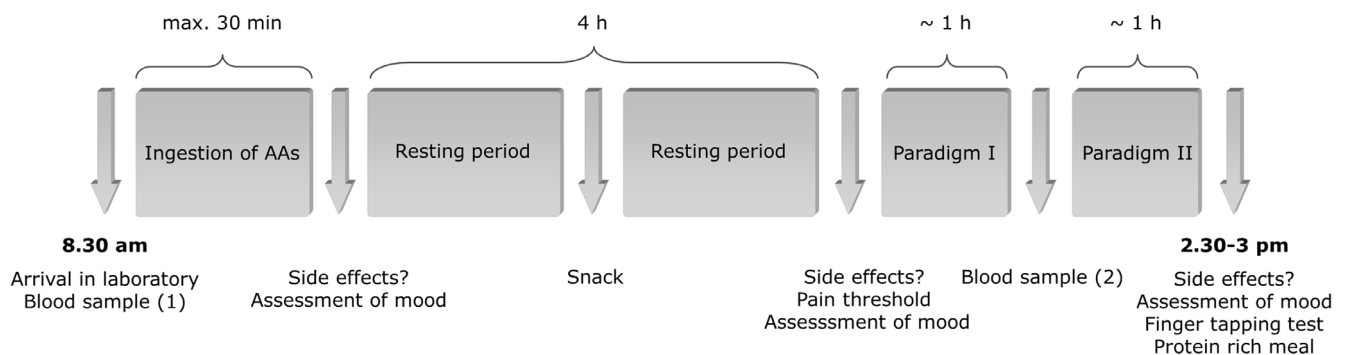 max. 30 min
4 h
~ 1 h
~ 1 h
Ingestion of AAs
Resting period
Resting period
Paradigm I
Paradigm II
8.30 am
Arrival in laboratory
Blood sample (1)
Side effects?
Assessment of mood
Snack
Side effects?
Pain threshold
Assesssment of mood
Blood sample (2)
2.30-3 pm
Side effects?
Assessment of mood
Finger tapping test
Protein rich meal